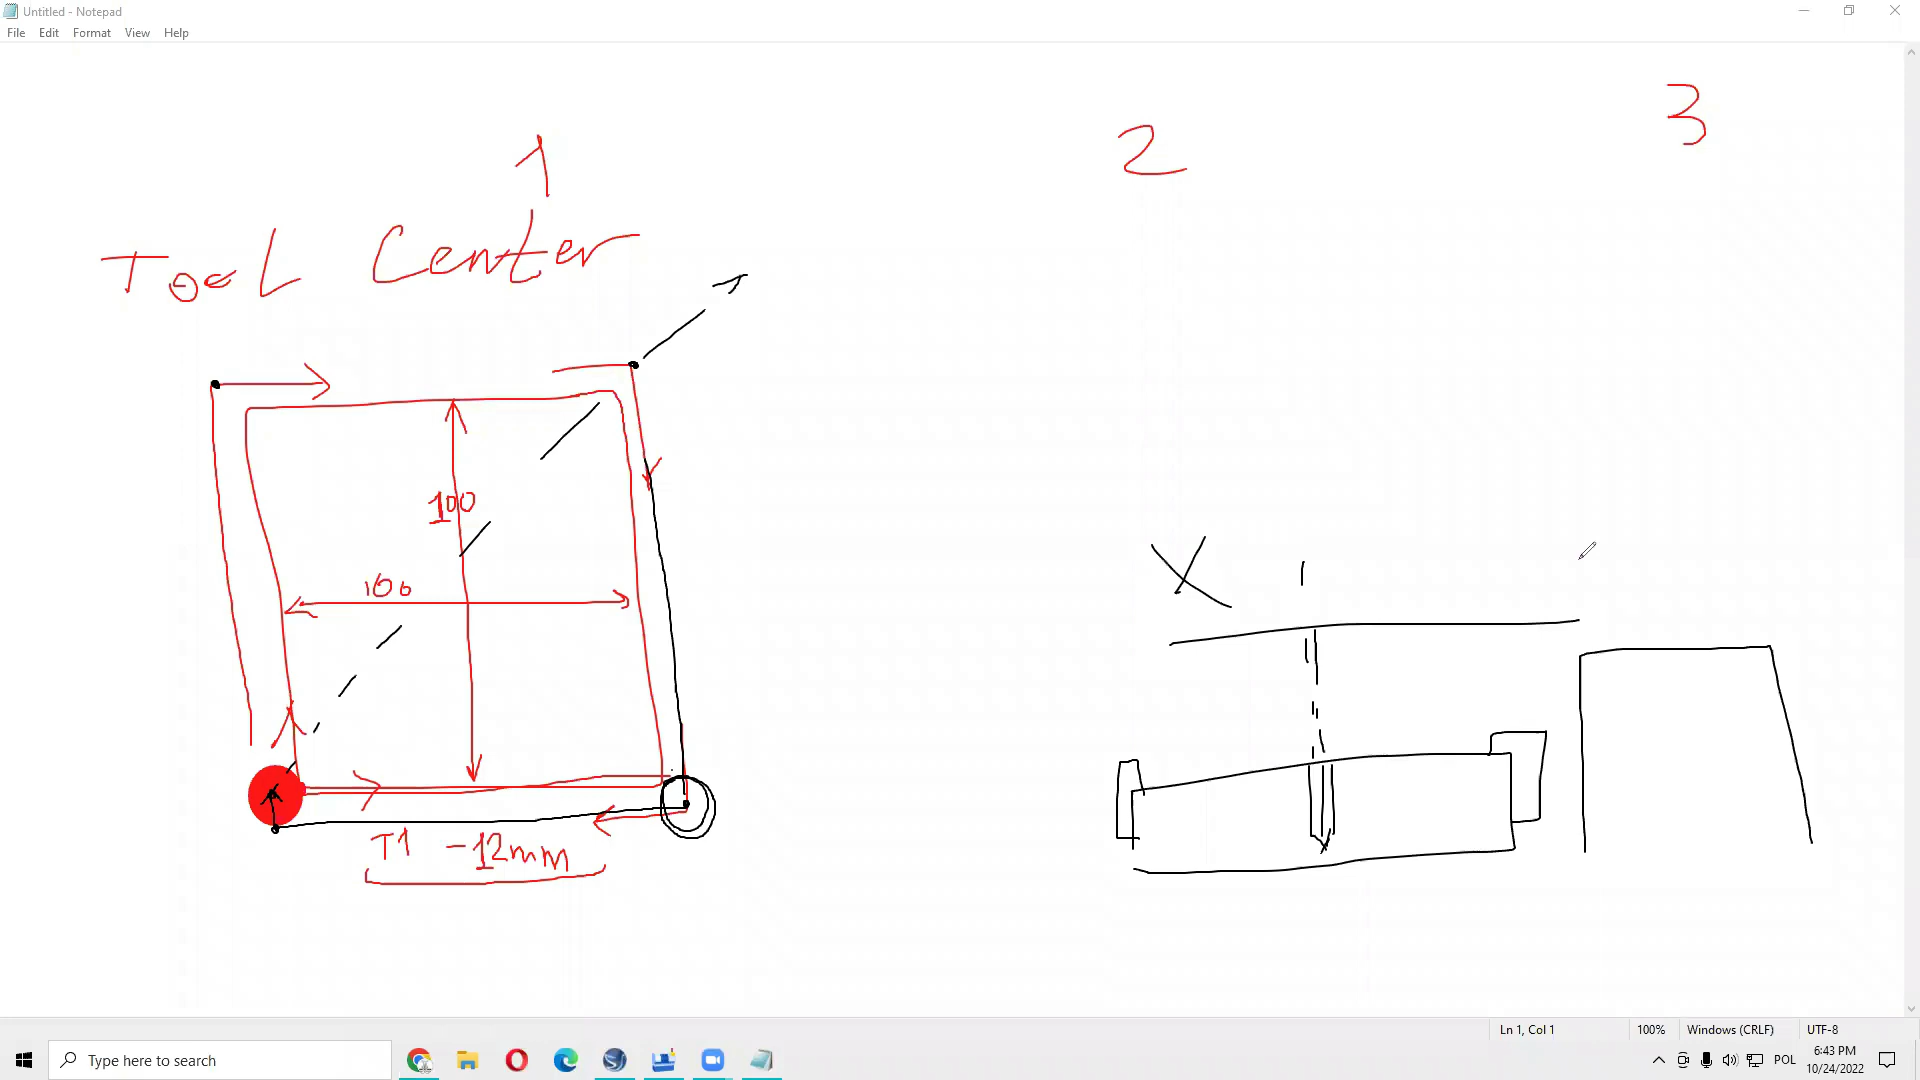 Untitled - Notepad
File Edit Format View Help
1
2
3
Tool Center
100
100
X
T1 -12mm
Ln 1, Col 1 100% Windows (CRLF) UTF-8
Type here to search
POL
6:43 PM
10/24/2022